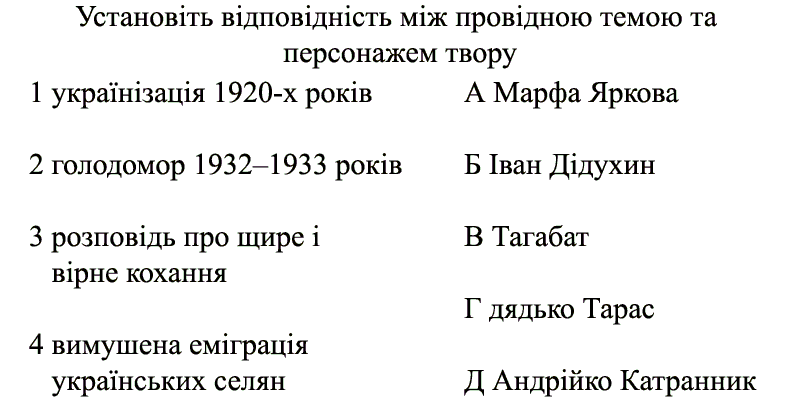 Установіть відповідність між провідною темою та
персонажем твору
1 українізація 1920-х років
А Марфа Яркова
2 голодомор 1932–1933 років
Б Іван Дідухин
3 розповідь про щире і
вірне кохання
В Тагабат
Г дядько Тарас
4 вимушена еміграція
українських селян
Д Андрійко Катранник